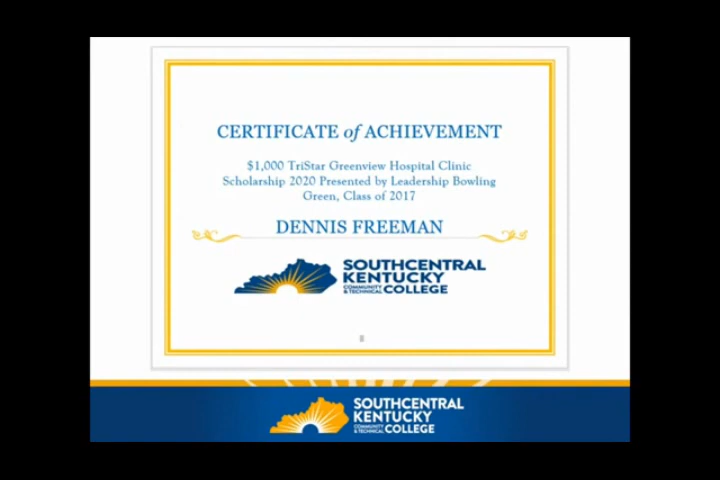 CERTIFICATE of ACHIEVEMENT
$1,000 TriStar Greenview Hospital Clinic
Scholarship 2020 Presented by Leadership Bowling
Green, Class of 2017
DENNIS FREEMAN
SOUTHCENTRAL
KENTUCKY
COMMUNITY
& TECHNICAL COLLEGE
SOUTHCENTRAL
KENTUCKY
COMMUNITY
& TECHNICAL COLLEGE